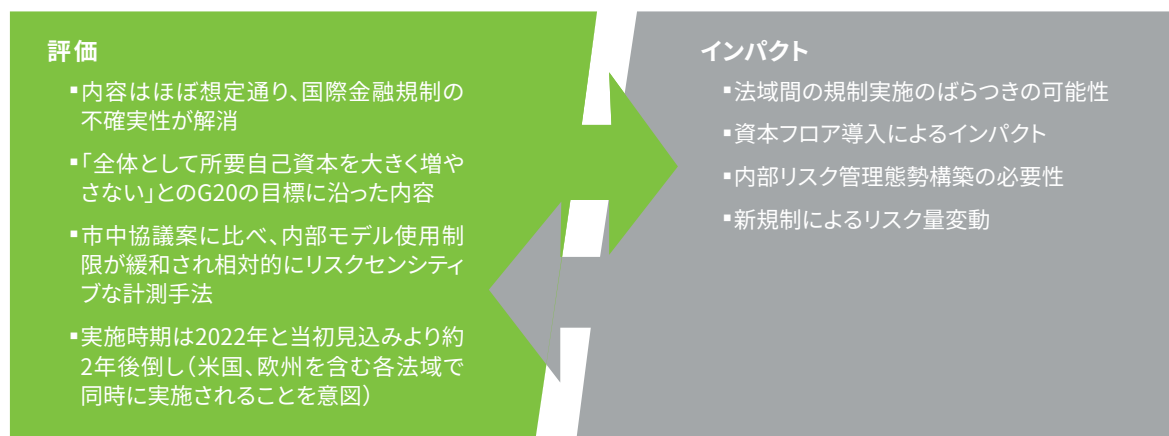 評価
▪内容はほぼ想定通り、国際金融規制の
不確実性が解消
▪「全体として所要自己資本を大きく増や
さない」とのG20の目標に沿った内容
▪市中協議案に比べ、内部モデル使用制
限が緩和され相対的にリスクセンシティ
ブな計測手法
▪実施時期は2022年と当初見込みより約
2年後倒し（米国、欧州を含む各法域で
同時に実施されることを意図）
インパクト
▪法域間の規制実施のばらつきの可能性
▪資本フロア導入によるインパクト
▪内部リスク管理態勢構築の必要性
▪新規制によるリスク量変動